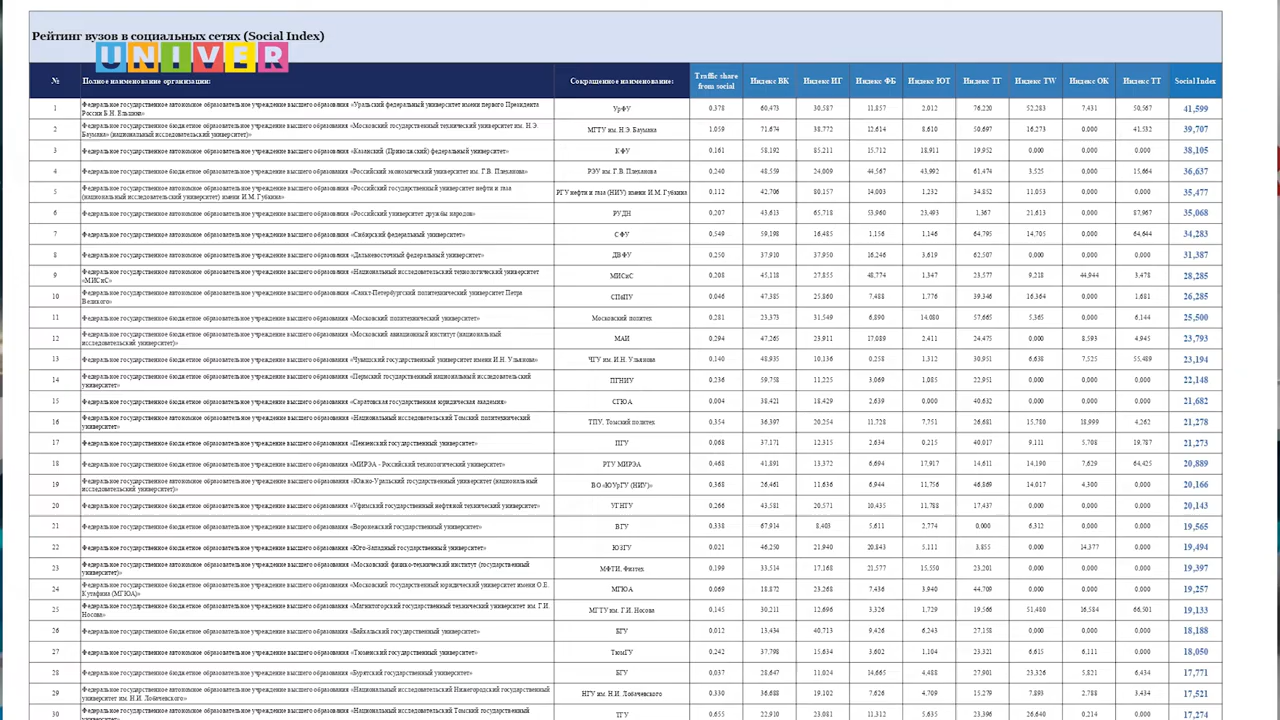 Рейтинг вузов в социальных сетях (Social Index)
UNIVER
№ Полное наименование организации: Сокращенное наименование: Traffic share from social Индекс ВК Индекс ИГ Индекс ФБ Индекс ЮТ Индекс ТГ Индекс TW Индекс ОК Индекс ТТ Social Index
1 Федеральное государственное автономное образовательное учреждение высшего образования «Уральский федеральный университет имени первого Президента России Б.Н. Ельцина» УрФУ 0,378 60,473 30,587 11,857 2,012 76,220 52,283 7,431 50,567 41,599
2 Федеральное государственное бюджетное образовательное учреждение высшего образования «Московский государственный технический университет им. Н.Э. Баумана» (национальный исследовательский университет)» МГТУ им. Н.Э. Баумана 1,059 71,674 38,772 12,614 8,610 50,697 16,273 0,000 41,532 39,707
3 Федеральное государственное автономное образовательное учреждение высшего образования «Казанский (Приволжский) федеральный университет» КФУ 0,161 58,192 85,211 15,712 18,911 19,952 0,000 0,000 0,000 38,105
4 Федеральное государственное бюджетное образовательное учреждение высшего образования «Российский экономический университет им. Г.В. Плеханова» РЭУ им. Г.В. Плеханова 0,240 48,559 24,009 44,567 43,992 61,474 3,525 0,000 15,664 36,637
5 Федеральное государственное автономное образовательное учреждение высшего образования «Российский государственный университет нефти и газа (национальный исследовательский университет) имени И.М. Губкина» РГУ нефти и газа (НИУ) имени И.М. Губкина 0,112 42,706 80,157 14,003 1,232 34,852 11,053 0,000 0,000 35,477
6 Федеральное государственное автономное образовательное учреждение высшего образования «Российский университет дружбы народов» РУДН 0,207 43,613 65,718 53,960 23,493 1,367 21,613 0,000 87,967 35,068
7 Федеральное государственное автономное образовательное учреждение высшего образования «Сибирский федеральный университет» СФУ 0,549 59,198 16,485 1,156 1,146 64,795 14,705 0,000 64,644 34,283
8 Федеральное государственное автономное образовательное учреждение высшего образования «Дальневосточный федеральный университет» ДВФУ 0,250 37,910 37,950 16,246 3,619 62,507 0,000 0,000 0,000 31,387
9 Федеральное государственное автономное образовательное учреждение высшего образования «Национальный исследовательский технологический университет «МИСиС» МИСиС 0,208 45,118 27,855 48,774 1,347 23,577 9,218 44,944 3,478 28,285
10 Федеральное государственное автономное образовательное учреждение высшего образования «Санкт-Петербургский политехнический университет Петра Великого» СПбПУ 0,046 47,385 25,860 7,488 1,776 39,346 16,364 0,000 1,681 26,285
11 Федеральное государственное бюджетное образовательное учреждение высшего образования «Московский политехнический университет» Московский политех 0,281 23,373 31,549 6,890 14,080 57,665 5,365 0,000 6,144 25,500
12 Федеральное государственное бюджетное образовательное учреждение высшего образования «Московский авиационный институт (национальный исследовательский университет)» МАИ 0,294 47,265 23,911 17,089 2,411 24,475 0,000 8,593 4,945 23,793
13 Федеральное государственное бюджетное образовательное учреждение высшего образования «Чувашский государственный университет имени И.Н. Ульянова» ЧГУ им. И.Н. Ульянова 0,140 48,935 10,136 0,258 1,312 30,951 6,638 7,525 55,489 23,194
14 Федеральное государственное бюджетное образовательное учреждение высшего образования «Пермский государственный национальный исследовательский университет» ПГНИУ 0,236 59,758 11,225 3,069 1,085 22,951 0,000 0,000 0,000 22,148
15 Федеральное государственное бюджетное образовательное учреждение высшего образования «Саратовская государственная юридическая академия» СГЮА 0,004 38,421 18,429 2,639 0,000 40,632 0,000 0,000 0,000 21,682
16 Федеральное государственное автономное образовательное учреждение высшего образования «Национальный исследовательский Томский политехнический университет» ТПУ, Томский политех 0,354 36,397 20,254 11,728 7,751 26,681 15,780 18,999 4,262 21,278
17 Федеральное государственное бюджетное образовательное учреждение высшего образования «Пензенский государственный университет» ПГУ 0,068 37,171 12,315 2,634 0,215 40,017 9,111 5,798 19,787 21,273
18 Федеральное государственное бюджетное образовательное учреждение высшего образования «МИРЭА - Российский технологический университет» РТУ МИРЭА 0,468 41,891 13,372 6,694 17,917 14,611 14,190 7,629 64,425 20,889
19 Федеральное государственное автономное образовательное учреждение высшего образования «Южно-Уральский государственный университет (национальный исследовательский университет)» ВО «ЮУрГУ (НИУ)» 0,368 26,461 11,638 6,944 11,756 46,869 14,017 4,300 0,000 20,166
20 Федеральное государственное бюджетное образовательное учреждение высшего образования «Уфимский государственный нефтяной технический университет» УГНТУ 0,266 43,581 20,571 10,435 11,788 17,437 0,000 0,000 0,000 20,143
21 Федеральное государственное бюджетное образовательное учреждение высшего образования «Воронежский государственный университет» ВГУ 0,338 67,934 8,403 5,611 2,774 0,000 6,312 0,000 0,000 19,565
22 Федеральное государственное бюджетное образовательное учреждение высшего образования «Юго-Западный государственный университет» ЮЗГУ 0,021 46,250 21,940 20,843 5,111 3,855 0,000 14,377 0,000 19,494
23 Федеральное государственное автономное образовательное учреждение высшего образования «Московский физико-технический институт (государственный университет)» МФТИ, Физтех 0,199 33,514 17,168 21,577 15,550 23,201 0,000 0,000 0,000 19,397
24 Федеральное государственное бюджетное образовательное учреждение высшего образования «Московский государственный юридический университет имени О.Е. Кутафина (МГЮА)» МГЮА 0,069 18,872 23,268 7,436 3,940 44,709 0,000 0,000 0,000 19,257
25 Федеральное государственное бюджетное образовательное учреждение высшего образования «Магнитогорский государственный технический университет им. Г.И. Носова» МГТУ им. Г.И. Носова 0,145 30,211 12,696 3,326 1,729 19,566 51,480 16,584 66,501 19,133
26 Федеральное государственное бюджетное образовательное учреждение высшего образования «Байкальский государственный университет» БГУ 0,012 13,434 40,713 9,426 6,243 27,158 0,000 0,000 0,000 18,188
27 Федеральное государственное автономное образовательное учреждение высшего образования «Тюменский государственный университет» ТюмГУ 0,242 37,798 15,634 3,602 1,104 23,321 6,615 6,111 0,000 18,050
28 Федеральное государственное бюджетное образовательное учреждение высшего образования «Бурятский государственный университет» БГУ 0,037 28,647 11,024 14,665 4,488 27,901 23,326 5,821 6,434 17,771
29 Федеральное государственное автономное образовательное учреждение высшего образования «Национальный исследовательский Нижегородский государственный университет им. Н.И. Лобачевского» ННГУ им. Н.И. Лобачевского 0,330 36,688 17,131 3,317 4,709 15,279 7,893 2,788 3,434 17,521
30 Федеральное государственное автономное образовательное учреждение высшего образования «Национальный исследовательский Томский государственный университет» ТГУ 0,655 22,910 23,081 11,312 5,635 23,396 26,640 0,214 0,000 17,274